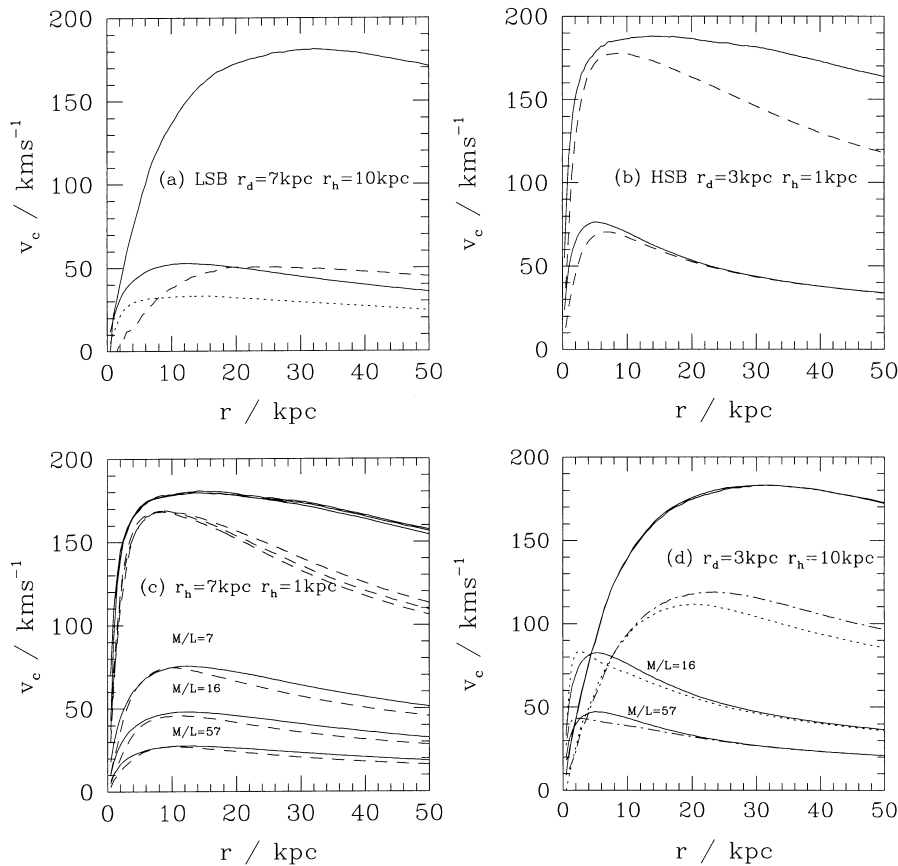 200
150
100
50
0
v_c / kms^{-1}
(a) LSB r_d=7kpc r_h=10kpc
0 10 20 30 40 50
r / kpc
200
150
100
50
0
v_c / kms^{-1}
(b) HSB r_d=3kpc r_h=1kpc
0 10 20 30 40 50
r / kpc
200
150
100
50
0
v_c / kms^{-1}
(c) r_h=7kpc r_h=1kpc
M/L=7
M/L=16
M/L=57
0 10 20 30 40 50
r / kpc
200
150
100
50
0
v_c / kms^{-1}
(d) r_d=3kpc r_h=10kpc
M/L=16
M/L=57
0 10 20 30 40 50
r / kpc